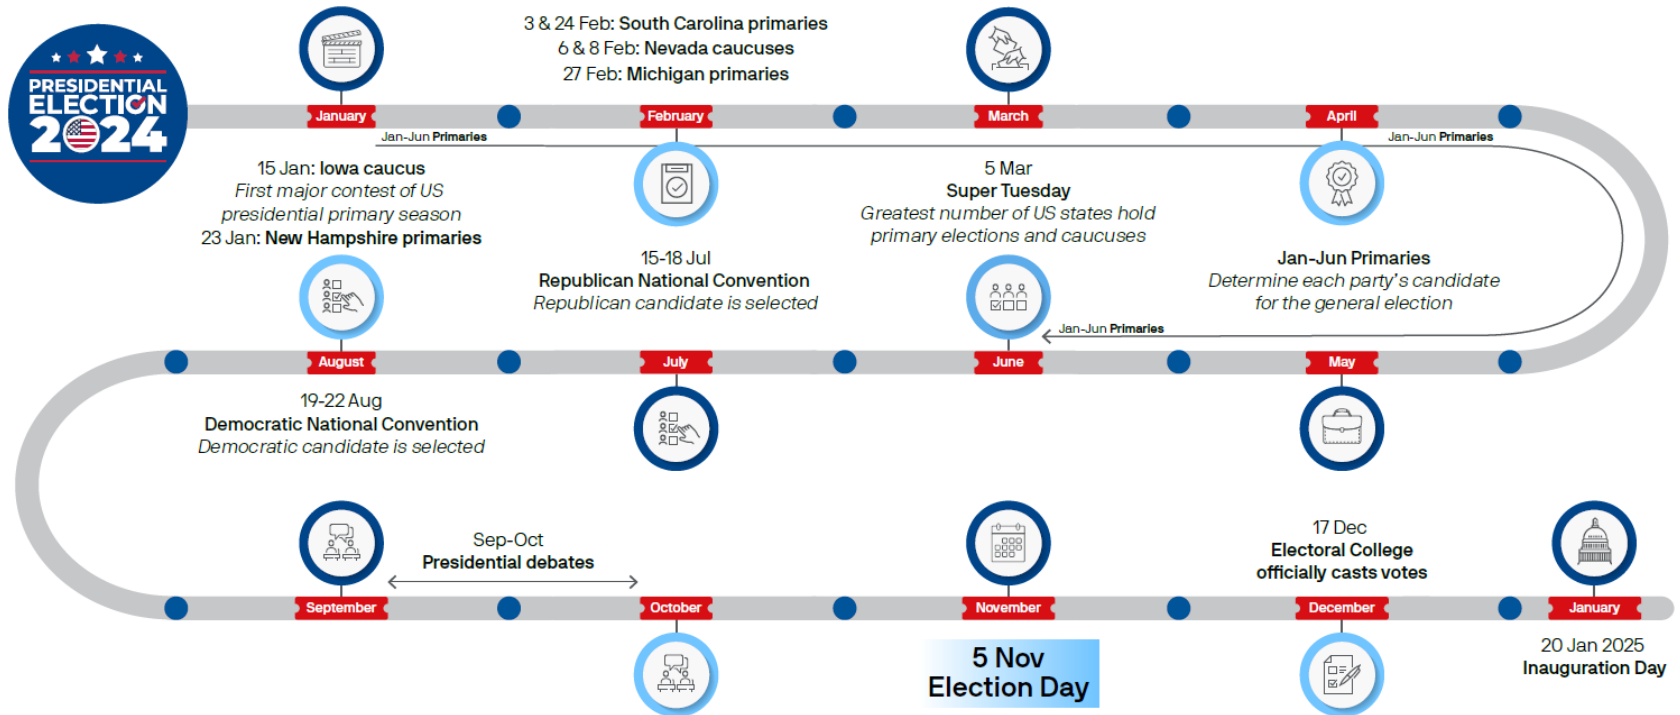 PRESIDENTIAL
ELECTION
2024
3 & 24 Feb: South Carolina primaries
6 & 8 Feb: Nevada caucuses
27 Feb: Michigan primaries
January
February
March
April
Jan-Jun Primaries
Jan-Jun Primaries
15 Jan: Iowa caucus
First major contest of US
presidential primary season
23 Jan: New Hampshire primaries
5 Mar
Super Tuesday
Greatest number of US states hold
primary elections and caucuses
15-18 Jul
Republican National Convention
Republican candidate is selected
Jan-Jun Primaries
Determine each party's candidate
for the general election
Jan-Jun Primaries
August
July
June
May
19-22 Aug
Democratic National Convention
Democratic candidate is selected
Sep-Oct
Presidential debates
17 Dec
Electoral College
officially casts votes
September
October
November
December
January
5 Nov
Election Day
20 Jan 2025
Inauguration Day